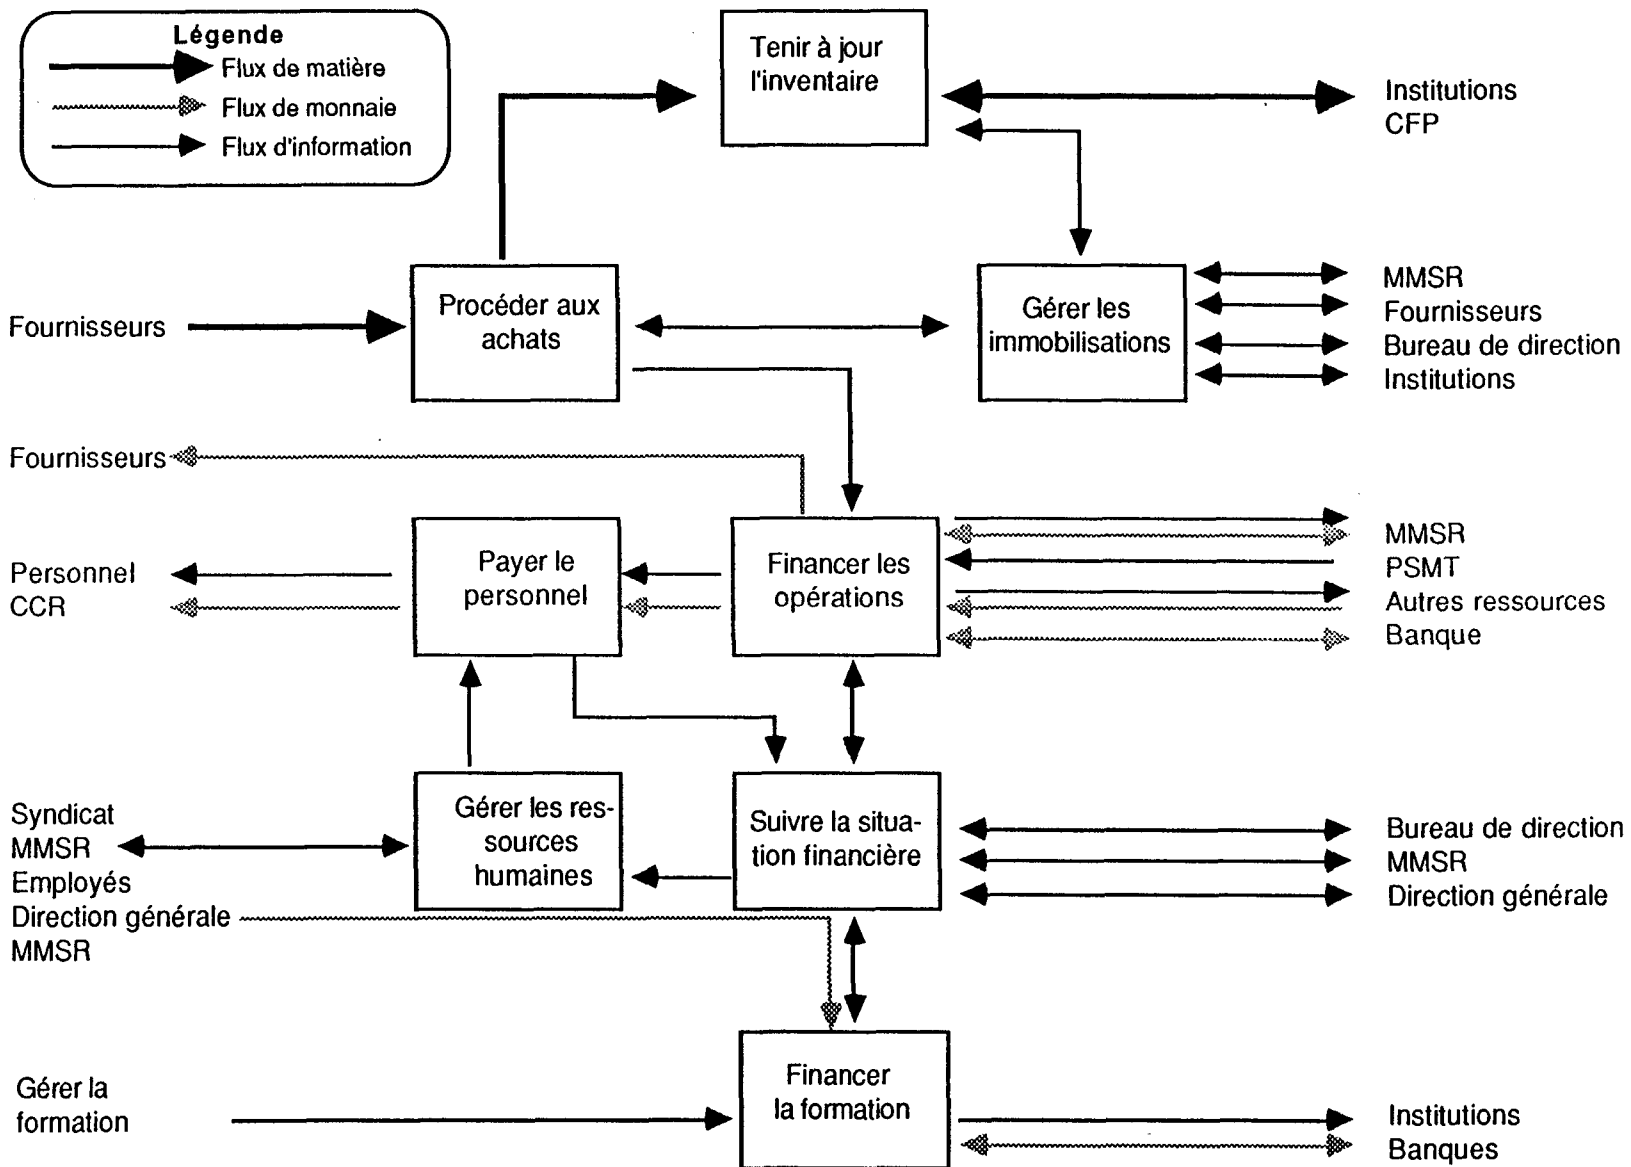 Légende
Flux de matière
Flux de monnaie
Flux d'information
Tenir à jour
l'inventaire
Institutions
CFP
Fournisseurs
Procéder aux
achats
Gérer les
immobilisations
MMSR
Fournisseurs
Bureau de direction
Institutions
Fournisseurs
Personnel
CCR
Payer le
personnel
Financer les
opérations
MMSR
PSMT
Autres ressources
Banque
Syndicat
MMSR
Employés
Direction générale
MMSR
Gérer les res-
sources
humaines
Suivre la situa-
tion financière
Bureau de direction
MMSR
Direction générale
Gérer la
formation
Financer
la formation
Institutions
Banques